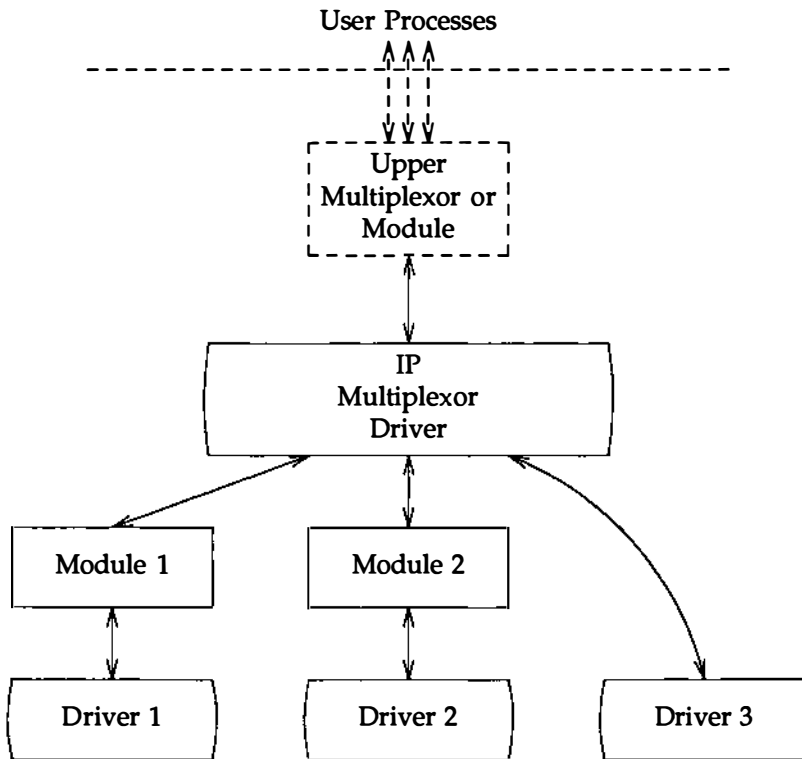 User Processes
Upper
Multiplexor or
Module
IP
Multiplexor
Driver
Module 1
Module 2
Driver 1
Driver 2
Driver 3